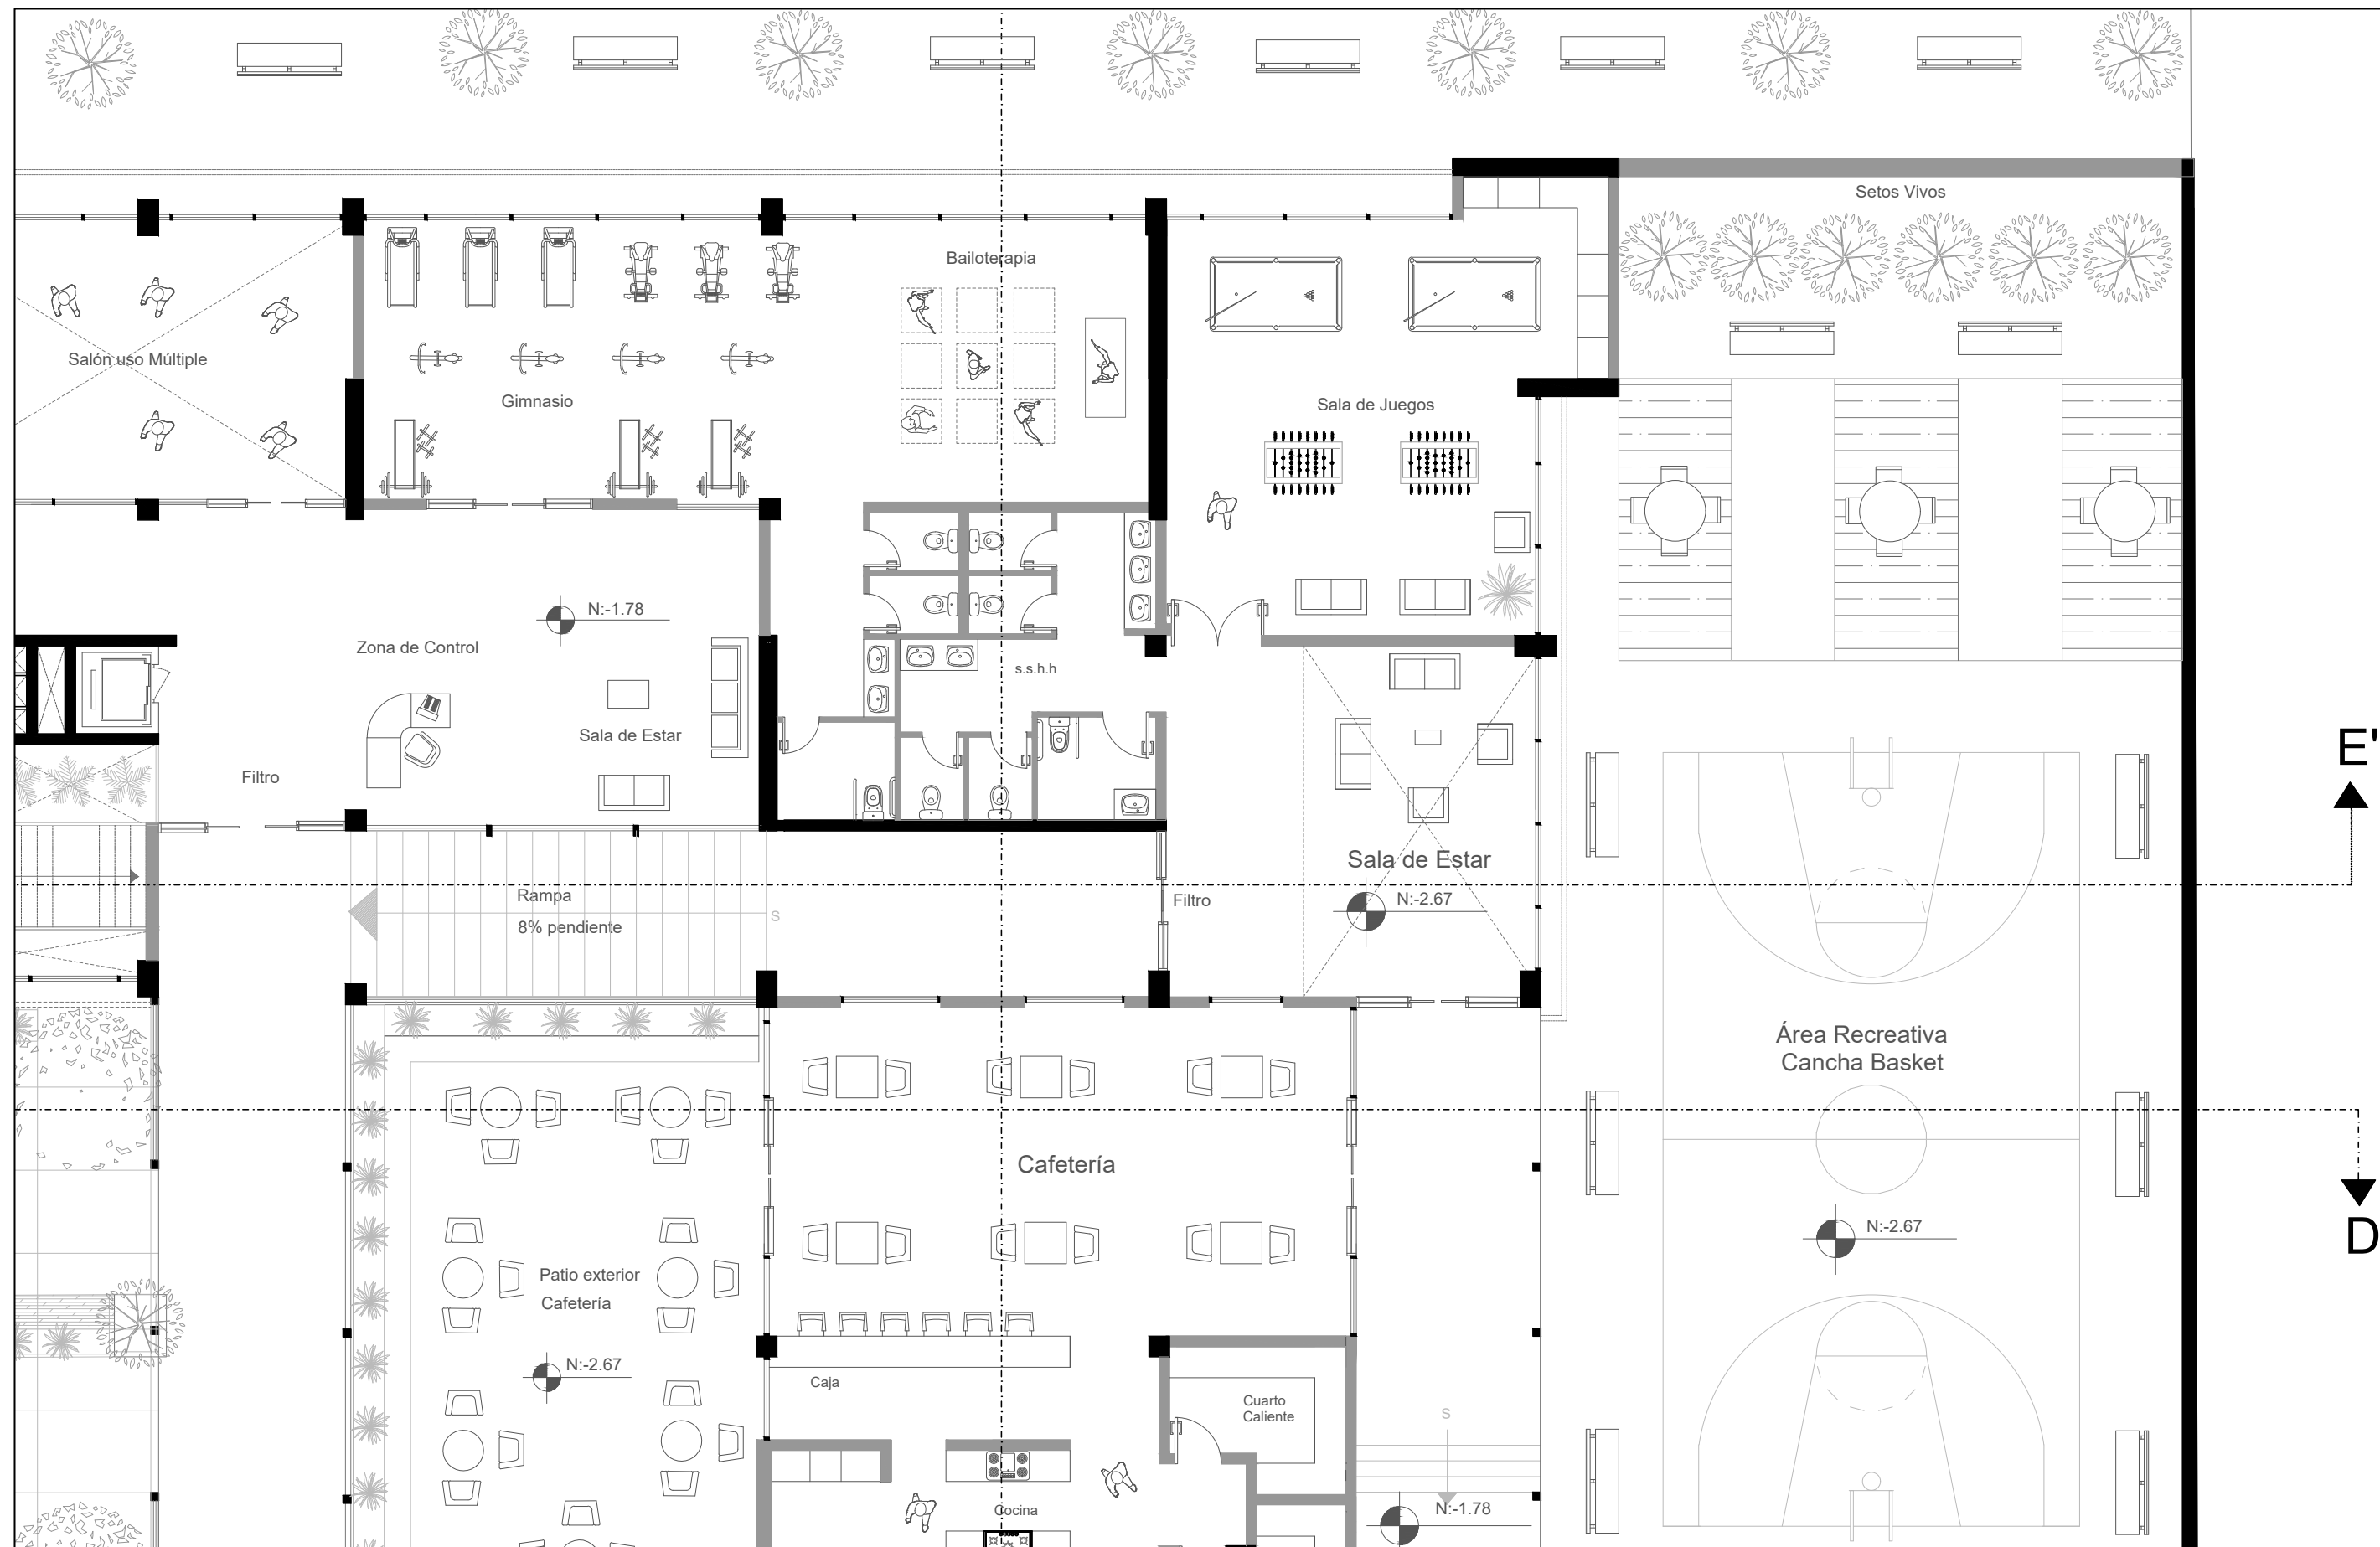 Setos Vivos
Bailoterapia
Salón uso Múltiple
Gimnasio
Sala de Juegos
N:-1.78
Zona de Control
s.s.h.h
Sala de Estar
Filtro
E'
Sala de Estar
Rampa
8% pendiente
S
Filtro
N:-2.67
Área Recreativa
Cancha Basket
Cafetería
N:-2.67
D
Patio exterior
Cafetería
N:-2.67
Caja
Cuarto
Caliente
S
Cocina
N:-1.78